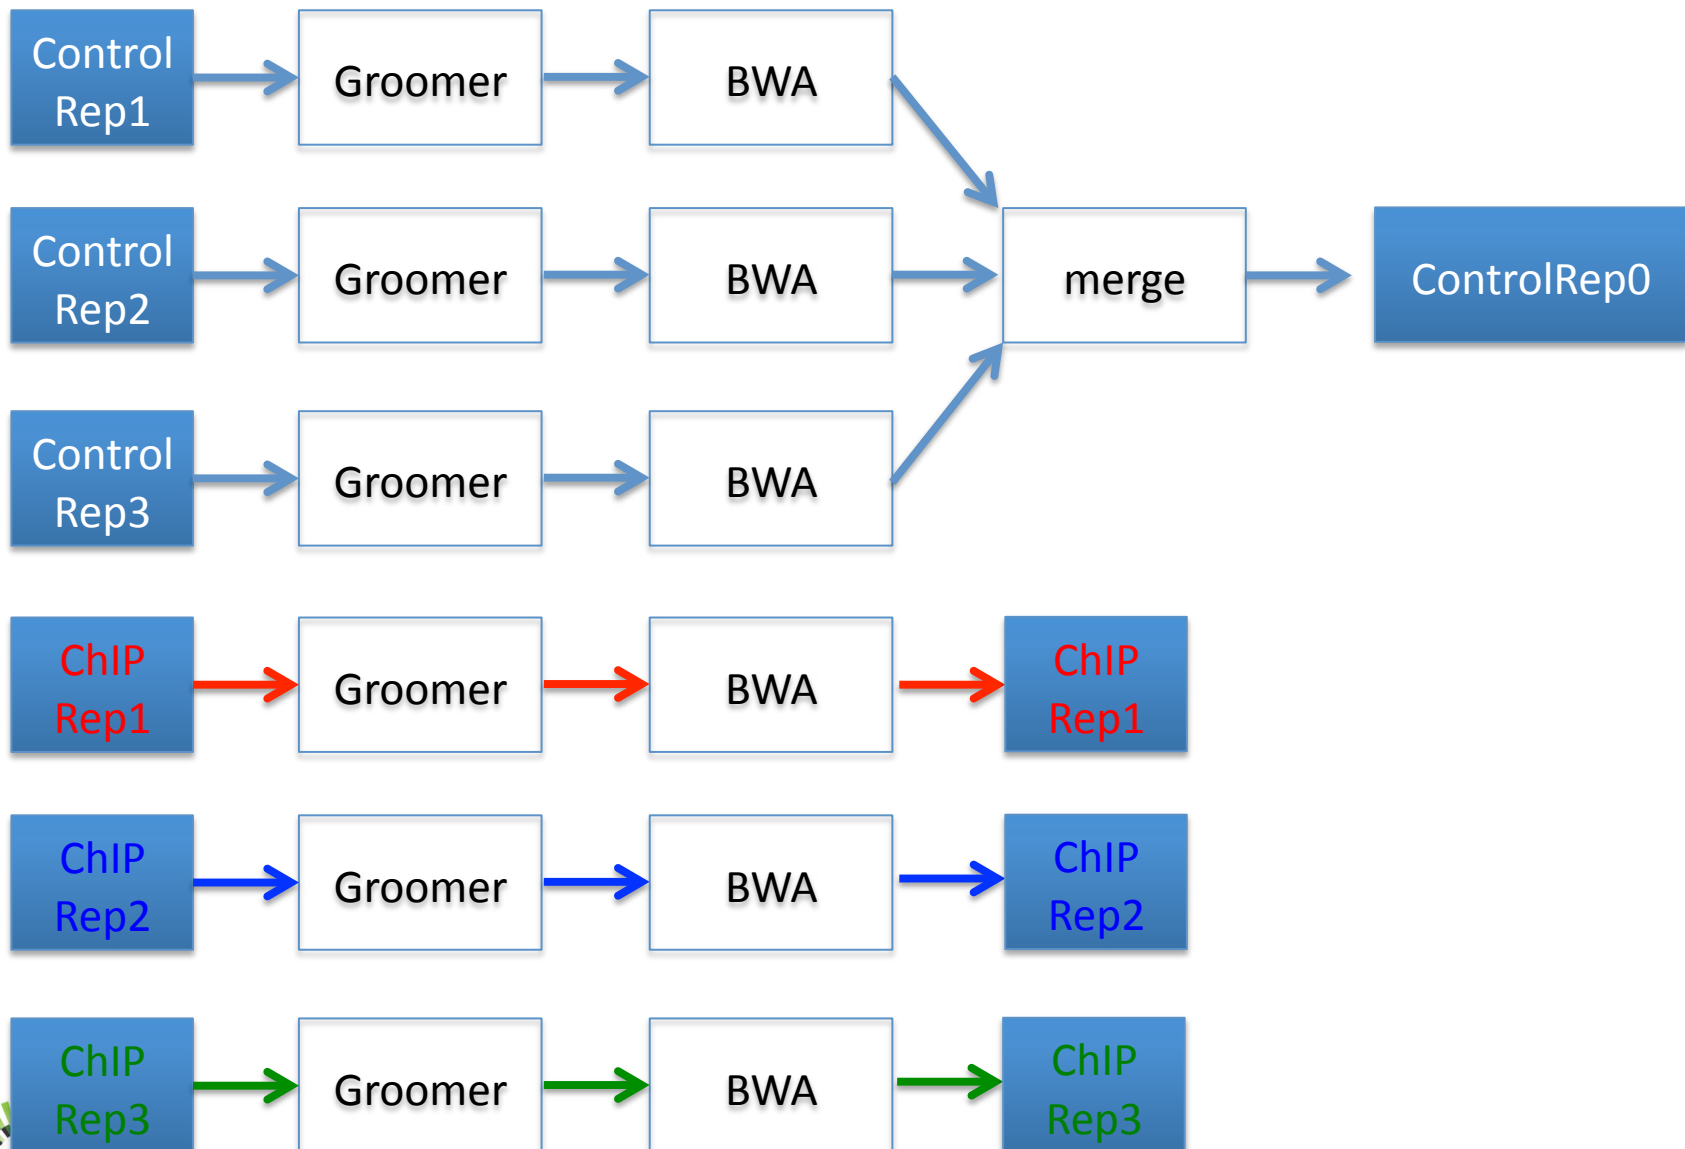 Control
Rep1
Groomer
BWA
Control
Rep2
Groomer
BWA
merge
ControlRep0
Control
Rep3
Groomer
BWA
ChIP
Rep1
Groomer
BWA
ChIP
Rep1
ChIP
Rep2
Groomer
BWA
ChIP
Rep2
ChIP
Rep3
Groomer
BWA
ChIP
Rep3